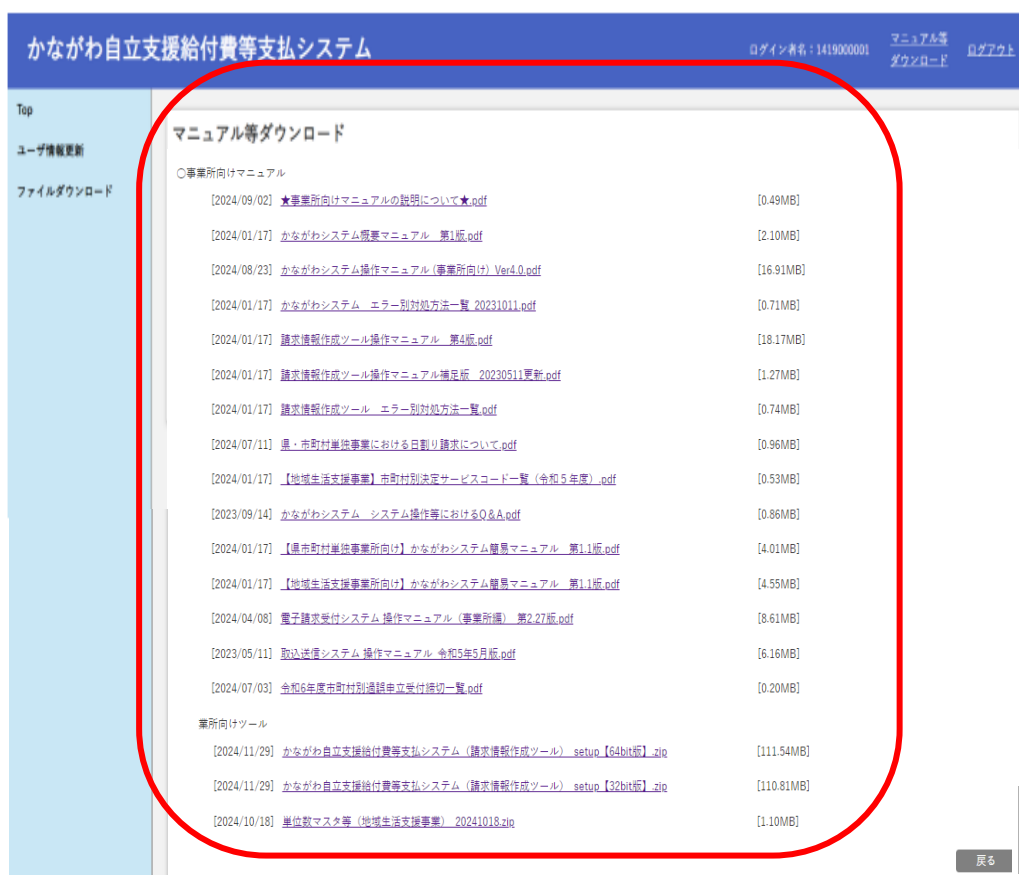 かながわ自立支援給付費等支払システム
ログイン者名：1419000001
マニュアル等
ダウンロード
ログアウト
Top
ユーザ情報更新
ファイルダウンロード
マニュアル等ダウンロード
○事業所向けマニュアル
[2024/09/02] ★事業所向けマニュアルの説明について★.pdf [0.49MB]
[2024/01/17] かながわシステム概要マニュアル　第1版.pdf [2.10MB]
[2024/08/23] かながわシステム操作マニュアル(事業所向け) Ver4.0.pdf [16.91MB]
[2024/01/17] かながわシステム　エラー別対処方法一覧 20231011.pdf [0.71MB]
[2024/01/17] 請求情報作成ツール操作マニュアル　第4版.pdf [18.17MB]
[2024/01/17] 請求情報作成ツール操作マニュアル補足版　20230511更新.pdf [1.27MB]
[2024/01/17] 請求情報作成ツール　エラー別対処方法一覧.pdf [0.74MB]
[2024/07/11] 県・市町村単独事業における日割り請求について.pdf [0.96MB]
[2024/01/17] 【地域生活支援事業】市町村別決定サービスコード一覧（令和５年度）.pdf [0.53MB]
[2023/09/14] かながわシステム　システム操作等におけるQ&A.pdf [0.86MB]
[2024/01/17] 【県市町村単独事業所向け】かながわシステム簡易マニュアル　第1.1版.pdf [4.01MB]
[2024/01/17] 【地域生活支援事業所向け】かながわシステム簡易マニュアル　第1.1版.pdf [4.55MB]
[2024/04/08] 電子請求受付システム 操作マニュアル（事業所編）　第2.27版.pdf [8.61MB]
[2023/05/11] 取込送信システム 操作マニュアル 令和5年5月版.pdf [6.16MB]
[2024/07/03] 令和6年度市町村別過誤申立受付締切一覧.pdf [0.20MB]
業所向けツール
[2024/11/29] かながわ自立支援給付費等支払システム（請求情報作成ツール）　setup【64bit版】.zip [111.54MB]
[2024/11/29] かながわ自立支援給付費等支払システム（請求情報作成ツール）　setup【32bit版】.zip [110.81MB]
[2024/10/18] 単位数マスタ等（地域生活支援事業）　20241018.zip [1.10MB]
戻る